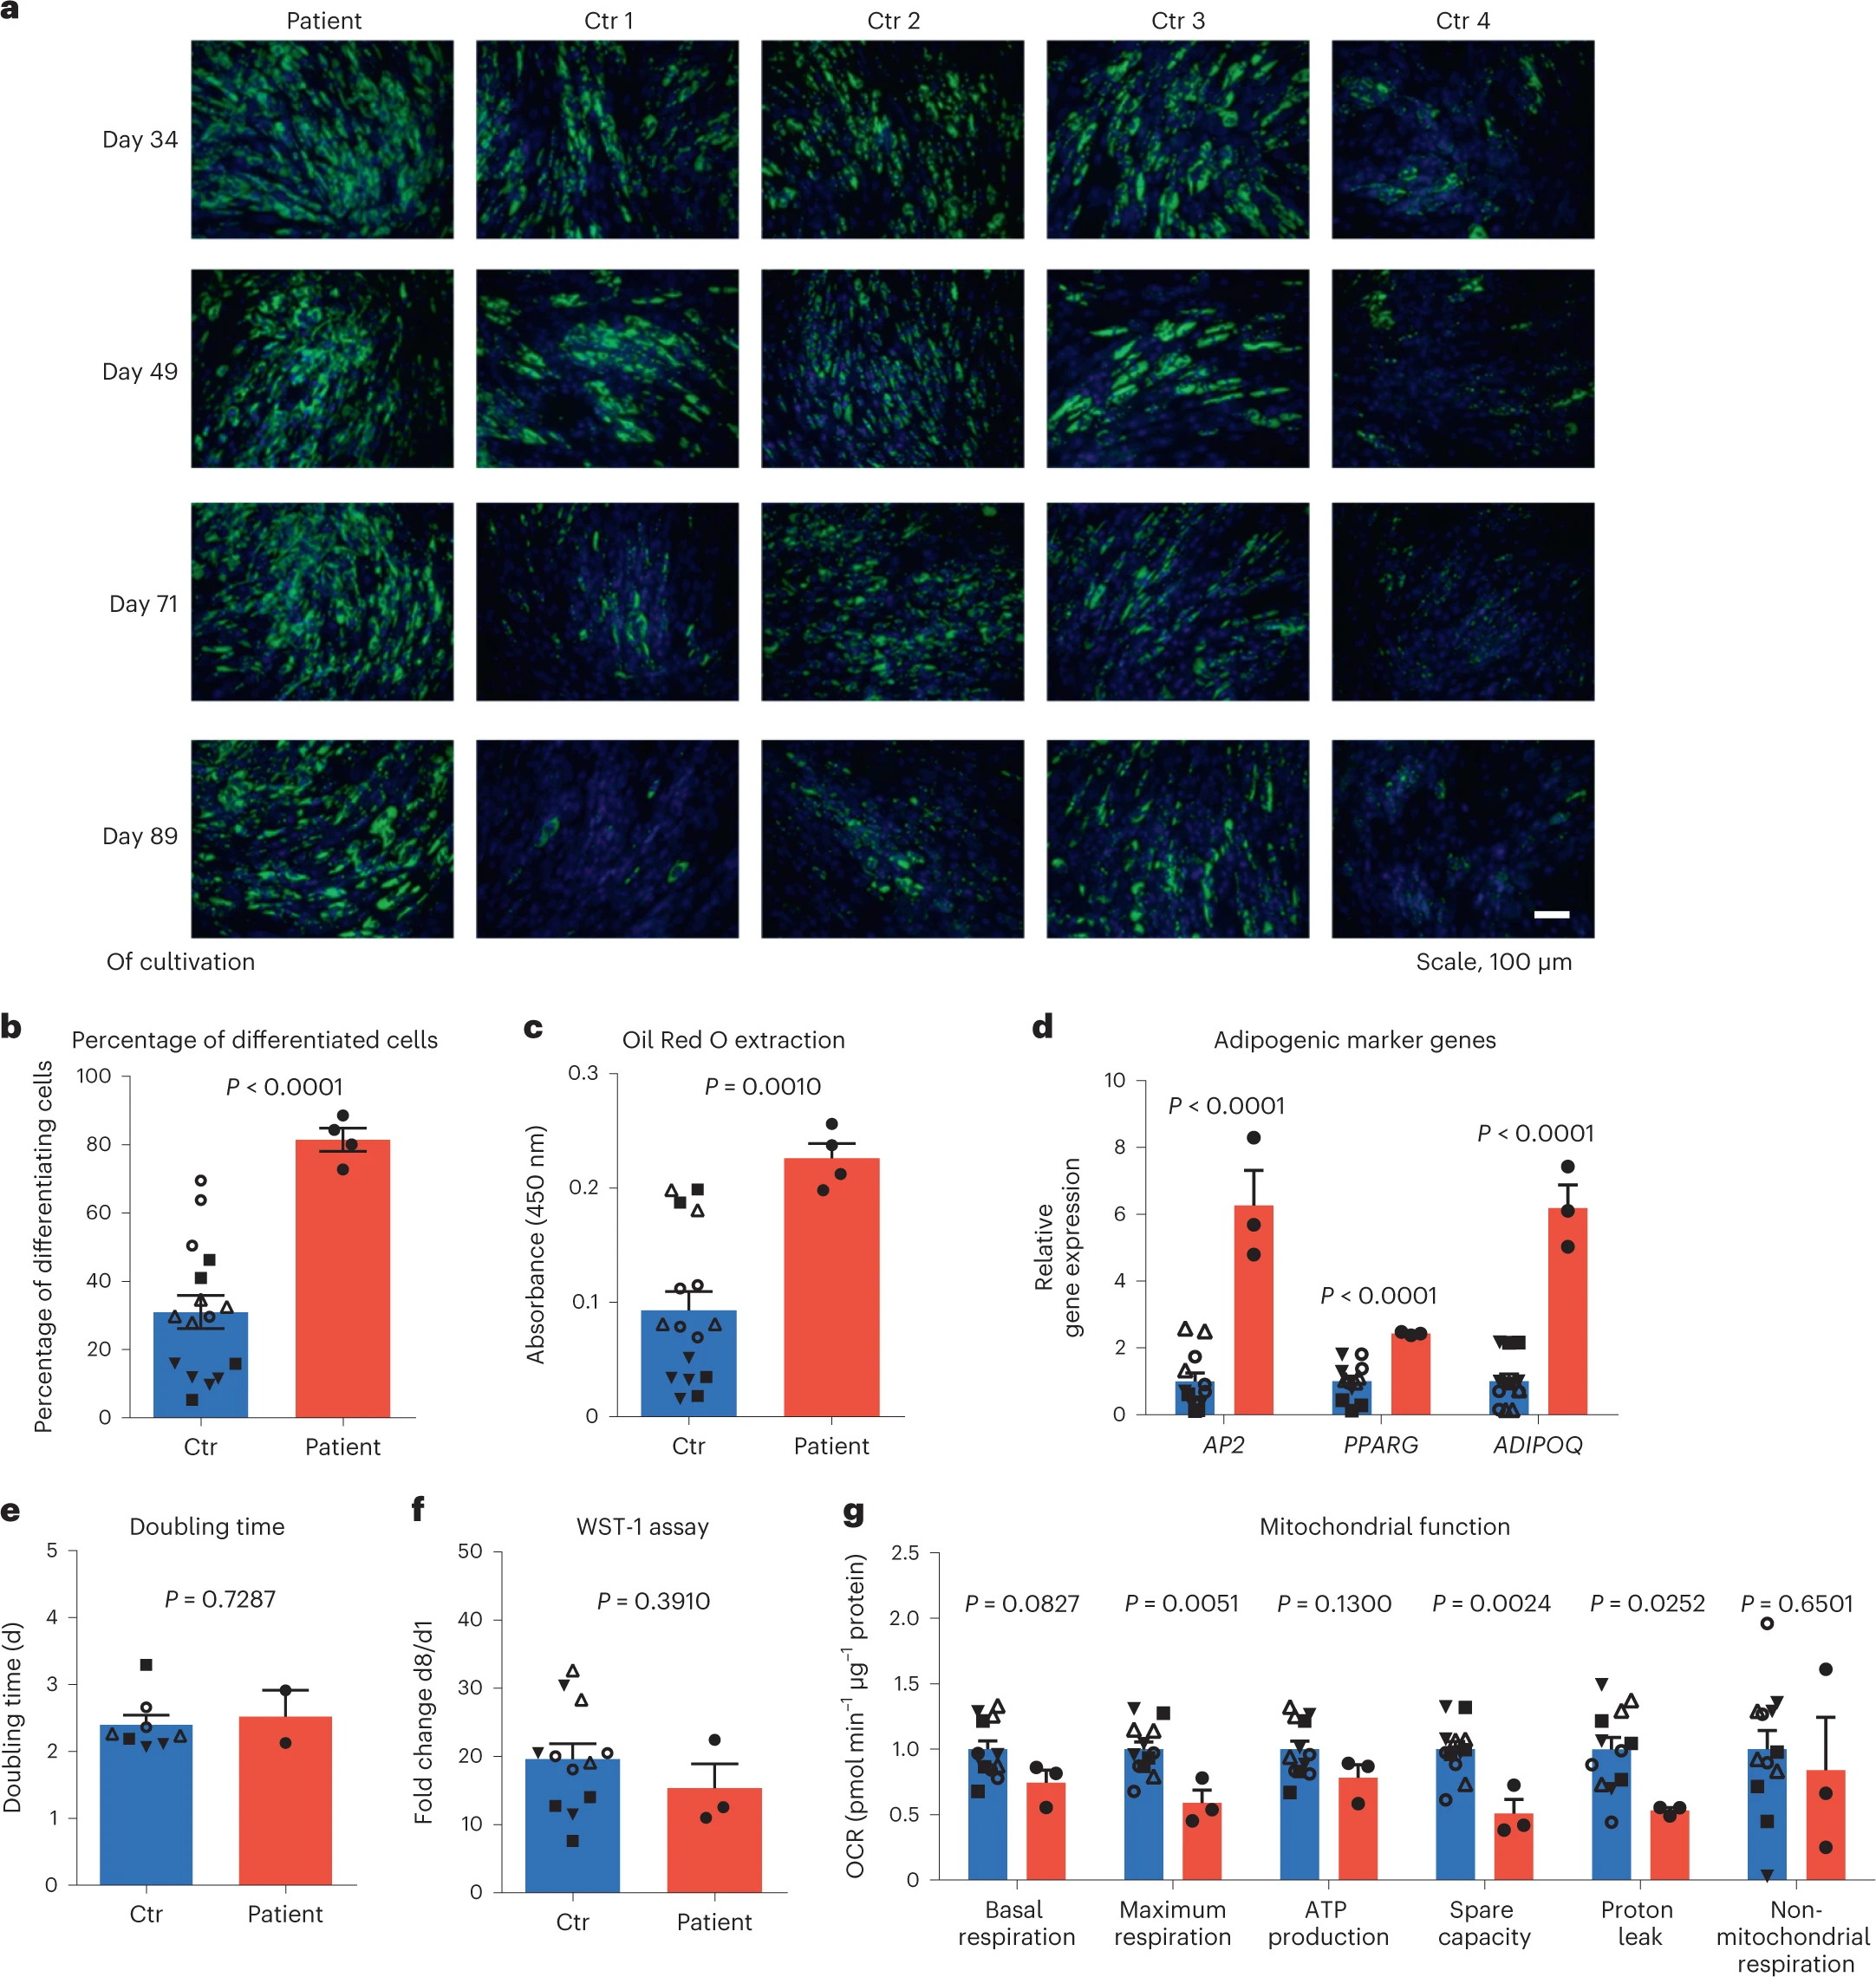 a
Patient
Ctr 1
Ctr 2
Ctr 3
Ctr 4
Day 34
Day 49
Day 71
Day 89
Of cultivation
Scale, 100 µm
b
Percentage of differentiated cells
Percentage of differentiating cells
100
80
60
40
20
0
P < 0.0001
Ctr
Patient
c
Oil Red O extraction
Absorbance (450 nm)
0.3
0.2
0.1
0
P = 0.0010
Ctr
Patient
d
Adipogenic marker genes
Relative
gene expression
10
8
6
4
2
0
P < 0.0001
P < 0.0001
P < 0.0001
AP2
PPARG
ADIPOQ
e
Doubling time
Doubling time (d)
5
4
3
2
1
0
P = 0.7287
Ctr
Patient
f
WST-1 assay
Fold change d8/d1
50
40
30
20
10
0
P = 0.3910
Ctr
Patient
g
Mitochondrial function
OCR (pmol min⁻¹ µg⁻¹ protein)
2.5
2.0
1.5
1.0
0.5
0
P = 0.0827
P = 0.0051
P = 0.1300
P = 0.0024
P = 0.0252
P = 0.6501
Basal
respiration
Maximum
respiration
ATP
production
Spare
capacity
Proton
leak
Non-
mitochondrial
respiration